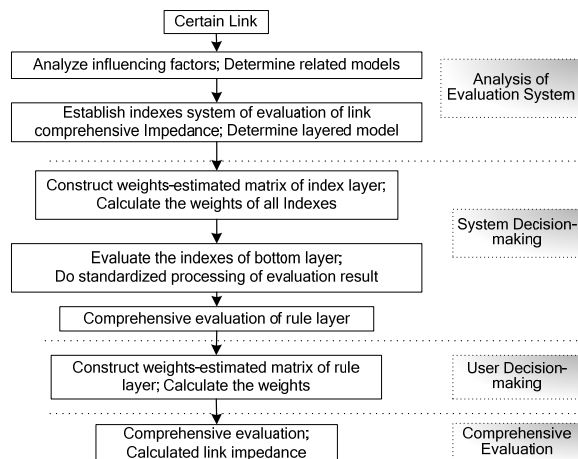 Certain Link
Analyze influencing factors; Determine related models
Analysis of
Evaluation System
Establish indexes system of evaluation of link
comprehensive Impedance; Determine layered model
Construct weights-estimated matrix of index layer;
Calculate the weights of all Indexes
System Decision-
making
Evaluate the indexes of bottom layer;
Do standardized processing of evaluation result
Comprehensive evaluation of rule layer
Construct weights-estimated matrix of rule
layer; Calculate the weights
User Decision-
making
Comprehensive evaluation;
Calculated link impedance
Comprehensive
Evaluation